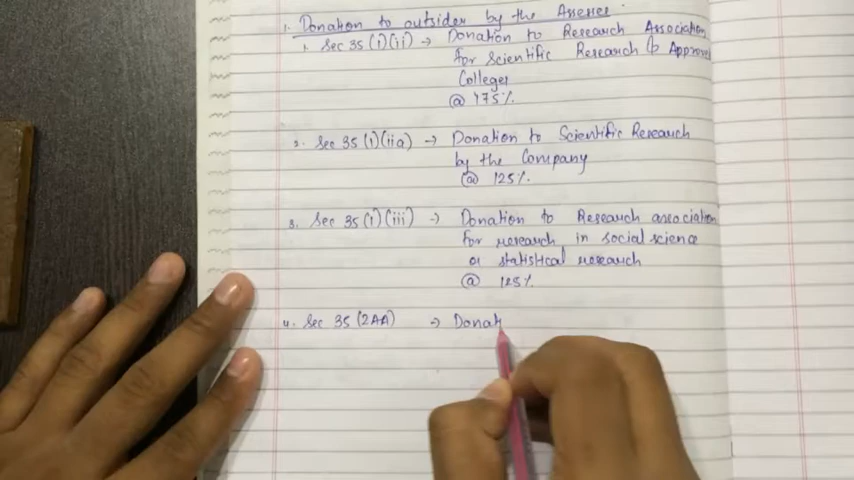 1. Donation to outsider by the Assessee.
1. Sec 35 (1)(ii) → Donation to Research Association
for Scientific Research & Approved
Colleges
@ 175%.
2. Sec 35 (1)(iia) → Donation to Scientific Research
by the Company
@ 125%.
3. Sec 35 (1)(iii) → Donation to Research association
for research in social science
or statistical research
@ 125%.
4. Sec 35 (2AA) → Donat